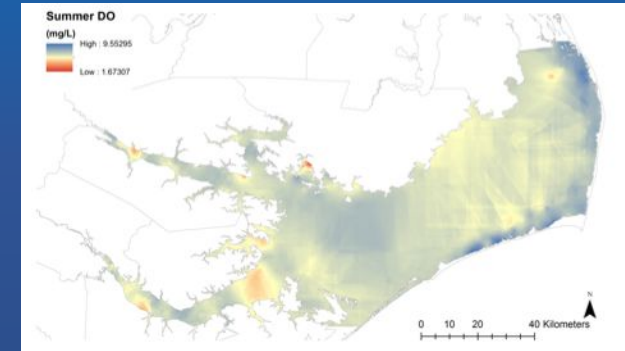 Summer DO
(mg/L)
High : 9.55295
Low : 1.67307
N
0 10 20 40 Kilometers